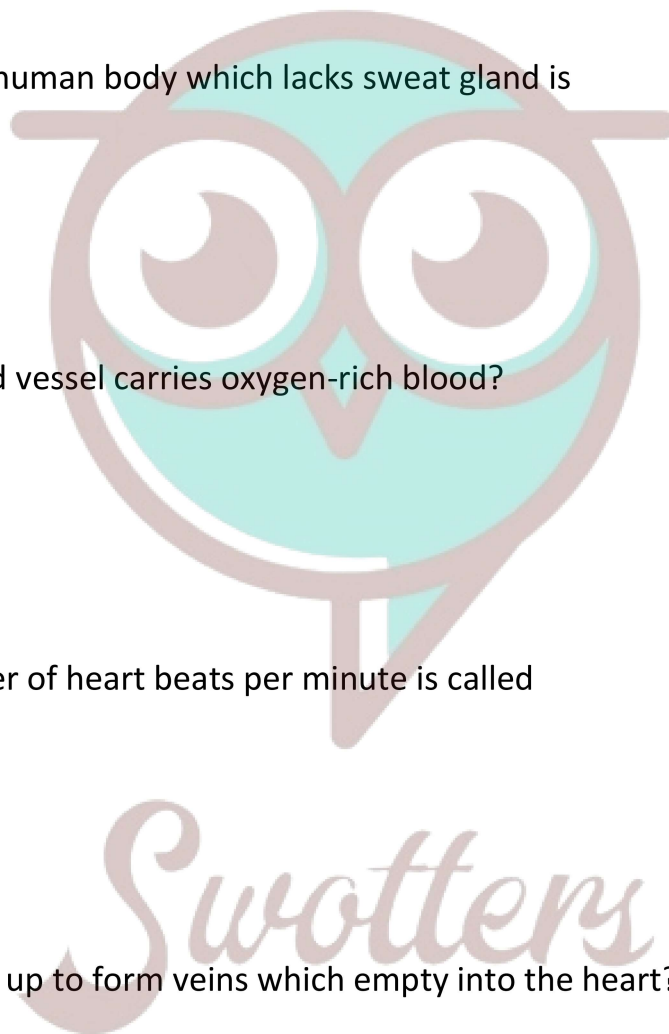 human body which lacks sweat gland is
d vessel carries oxygen-rich blood?
er of heart beats per minute is called
Swotters
up to form veins which empty into the heart?